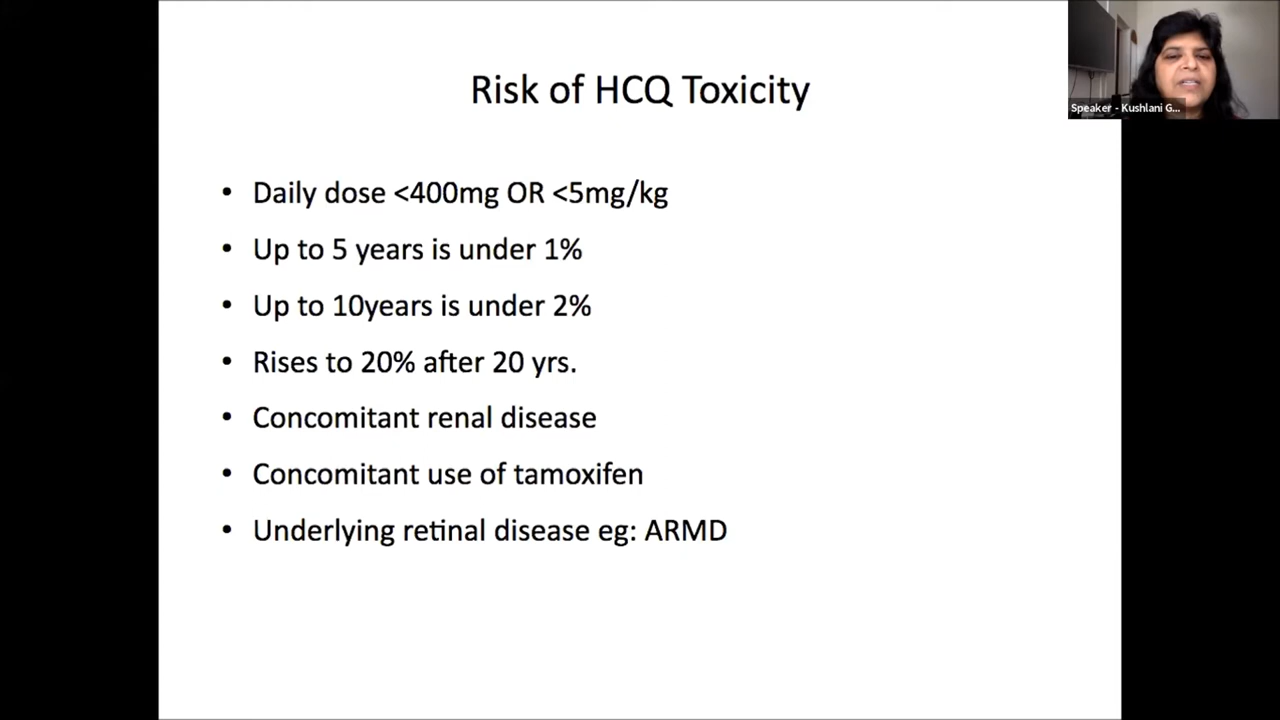 Risk of HCQ Toxicity
Speaker - Kushlani G...
• Daily dose <400mg OR <5mg/kg
• Up to 5 years is under 1%
• Up to 10years is under 2%
• Rises to 20% after 20 yrs.
• Concomitant renal disease
• Concomitant use of tamoxifen
• Underlying retinal disease eg: ARMD